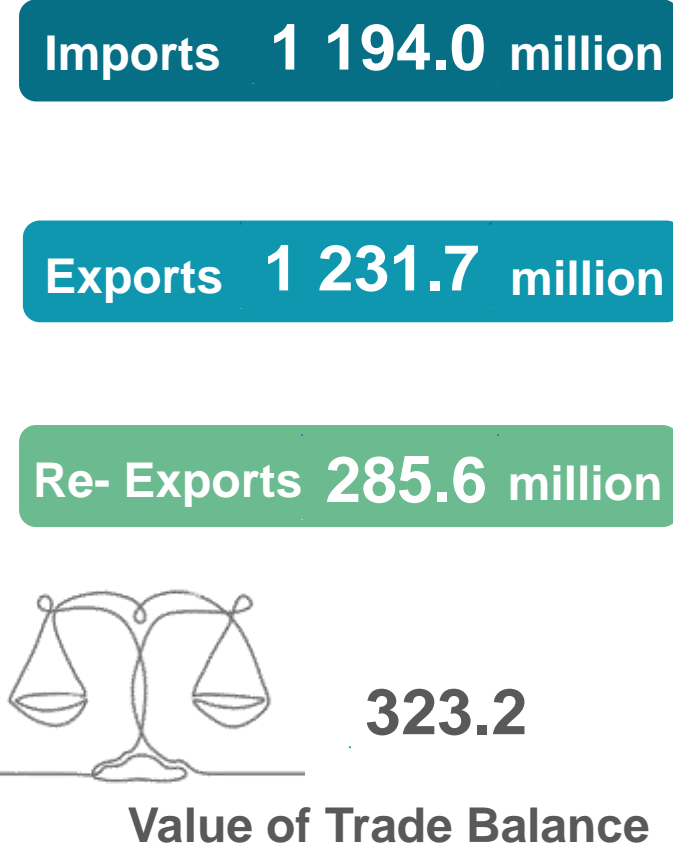 Imports 1 194.0 million
Exports 1 231.7 million
Re- Exports 285.6 million
323.2
Value of Trade Balance